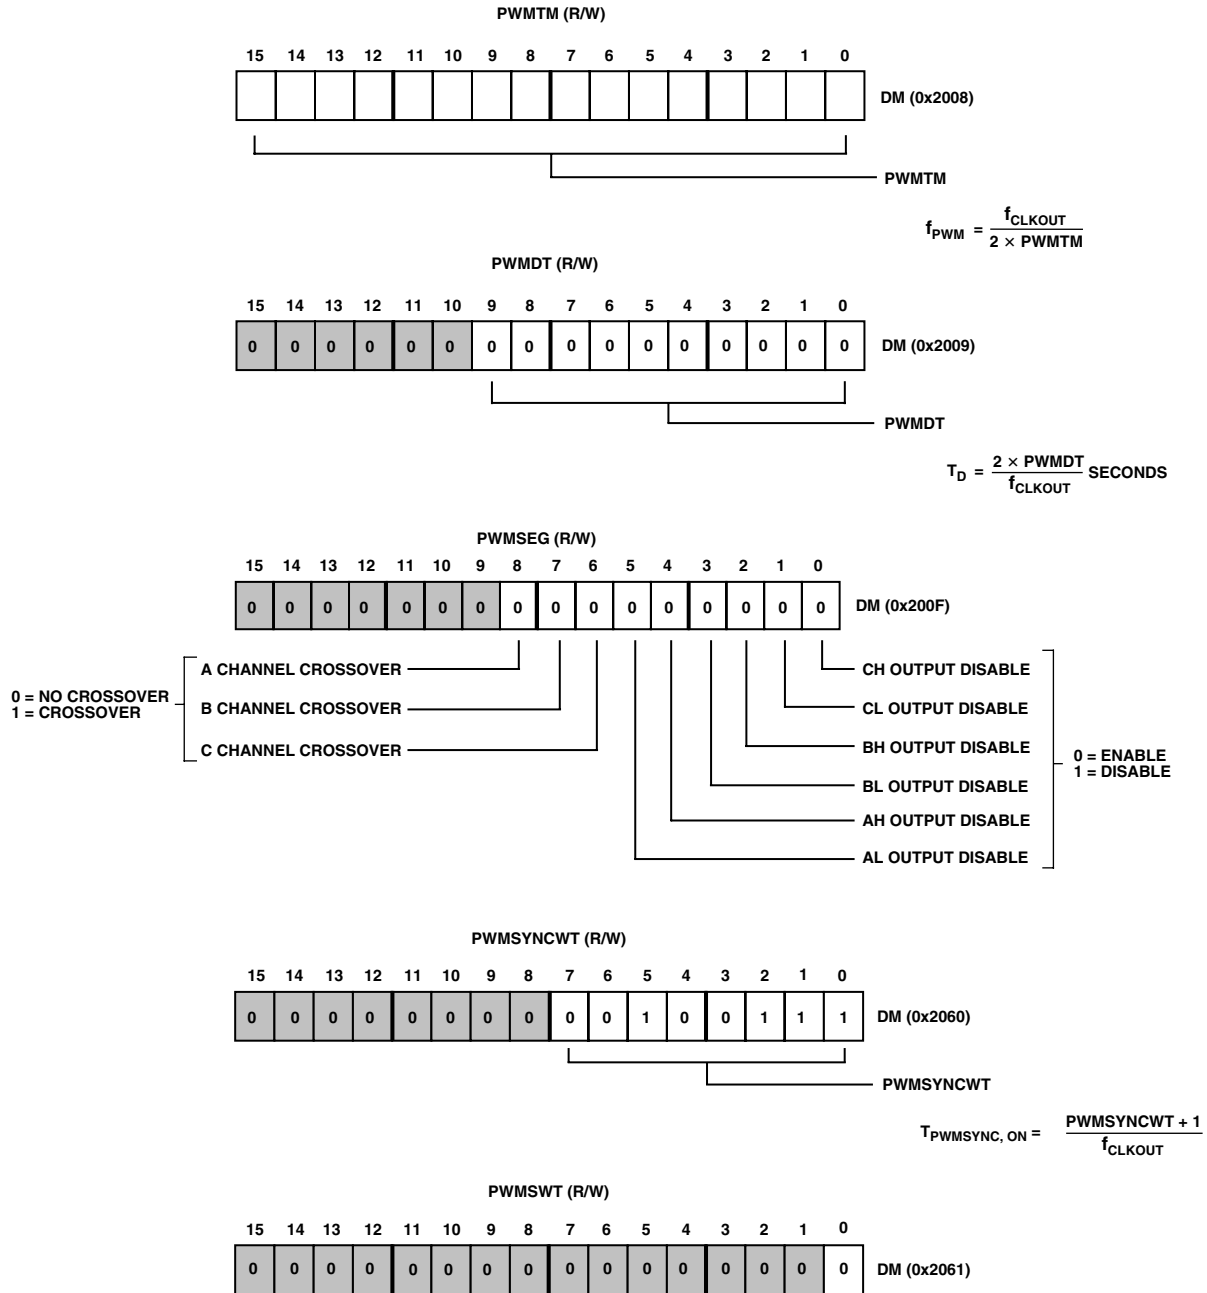 PWMTM (R/W)
15 14 13 12 11 10 9 8 7 6 5 4 3 2 1 0
DM (0x2008)
PWMTM
fPWM = fCLKOUT / 2 × PWMTM
PWMDT (R/W)
15 14 13 12 11 10 9 8 7 6 5 4 3 2 1 0
0 0 0 0 0 0 0 0 0 0 0 0 0 0 0 0 DM (0x2009)
PWMDT
TD = 2 × PWMDT / fCLKOUT SECONDS
PWMSEG (R/W)
15 14 13 12 11 10 9 8 7 6 5 4 3 2 1 0
0 0 0 0 0 0 0 0 0 0 0 0 0 0 0 0 DM (0x200F)
0 = NO CROSSOVER
1 = CROSSOVER
A CHANNEL CROSSOVER
B CHANNEL CROSSOVER
C CHANNEL CROSSOVER
CH OUTPUT DISABLE
CL OUTPUT DISABLE
BH OUTPUT DISABLE
BL OUTPUT DISABLE
AH OUTPUT DISABLE
AL OUTPUT DISABLE
0 = ENABLE
1 = DISABLE
PWMSYNCWT (R/W)
15 14 13 12 11 10 9 8 7 6 5 4 3 2 1 0
0 0 0 0 0 0 0 0 0 0 1 0 0 1 1 1 DM (0x2060)
PWMSYNCWT
TPWMSYNC, ON = PWMSYNCWT + 1 / fCLKOUT
PWMSWT (R/W)
15 14 13 12 11 10 9 8 7 6 5 4 3 2 1 0
0 0 0 0 0 0 0 0 0 0 0 0 0 0 0 0 DM (0x2061)